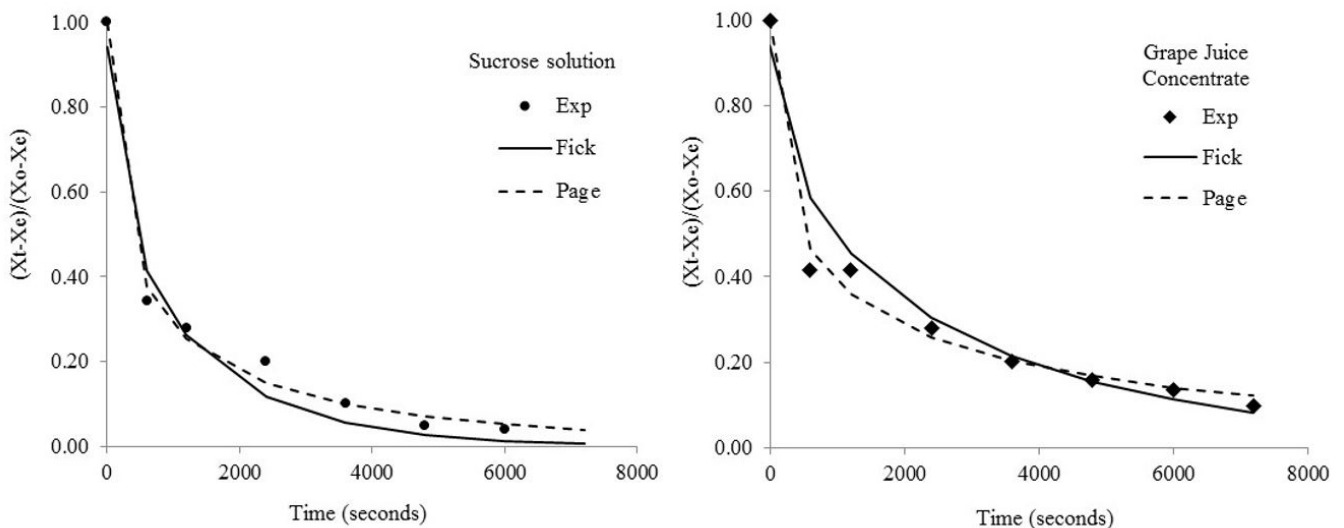 1.00
0.80
0.60
0.40
0.20
0.00
(Xt-Xe)/(Xo-Xe)
0
2000
4000
6000
8000
Time (seconds)
Sucrose solution
Exp
Fick
Page
1.00
0.80
0.60
0.40
0.20
0.00
(Xt-Xe)/(Xo-Xe)
0
2000
4000
6000
8000
Time (seconds)
Grape Juice
Concentrate
Exp
Fick
Page